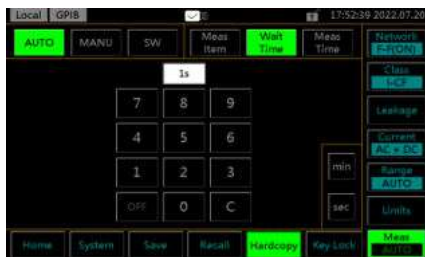 Local GPIB 17:52:39 2022.07.20
AUTO MANU SW Meas Item Wait Time Meas Time
Network
F-F(ON)
1s
Class
I-CF
7 8 9
Leakage
4 5 6
Current
AC + DC
1 2 3 min
Range
AUTO
OFF 0 C sec
Limits
Home System Save Recall Hardcopy Key Lock
Meas
AUTO